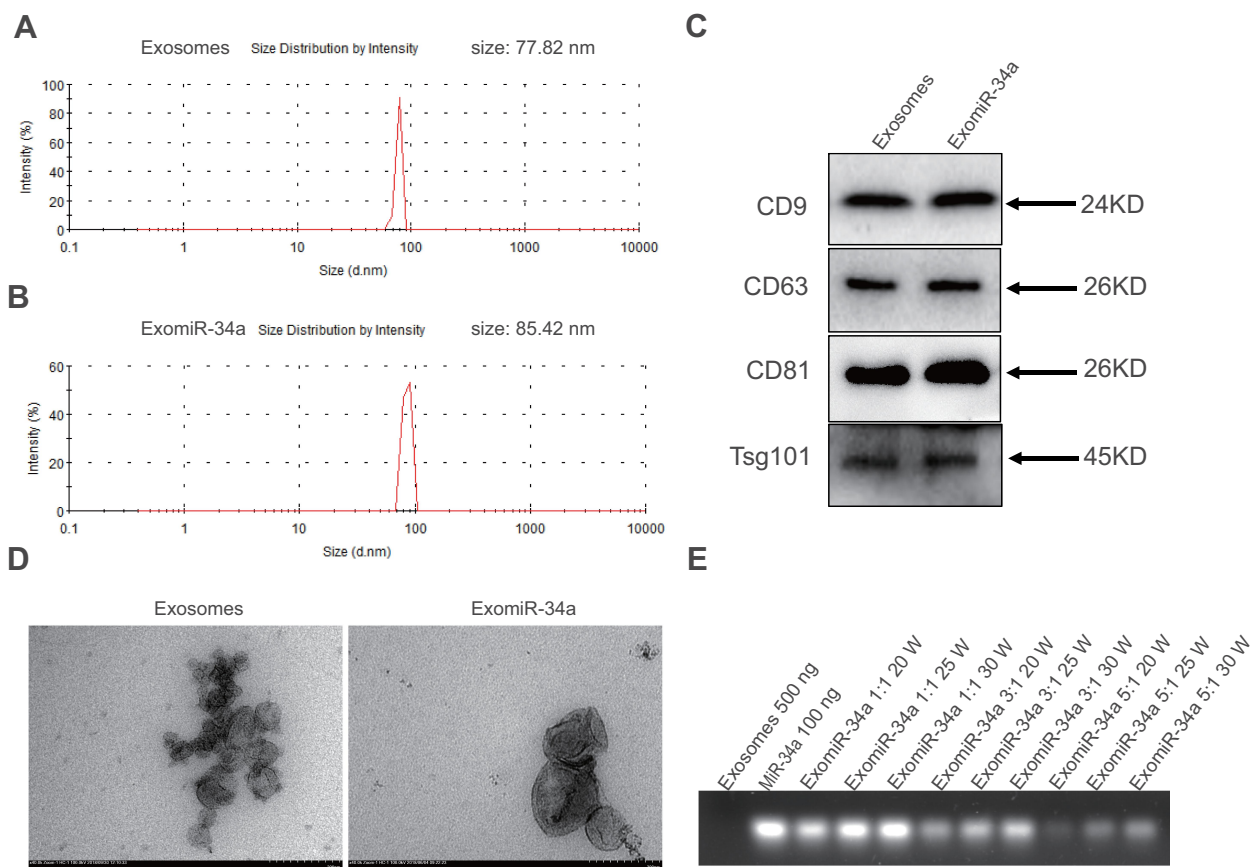 A
Exosomes Size Distribution by Intensity size: 77.82 nm
Intensity (%)
100
80
60
40
20
0
0.1 1 10 100 1000 10000
Size (d.nm)
B
ExomiR-34a Size Distribution by Intensity size: 85.42 nm
Intensity (%)
60
40
20
0
0.1 1 10 100 1000 10000
Size (d.nm)
C
Exosomes ExomiR-34a
CD9 24KD
CD63 26KD
CD81 26KD
Tsg101 45KD
D
Exosomes ExomiR-34a
E
Exosomes 500 ng
MiR-34a 100 ng
ExomiR-34a 1:1 20 W
ExomiR-34a 1:1 25 W
ExomiR-34a 1:1 30 W
ExomiR-34a 3:1 20 W
ExomiR-34a 3:1 25 W
ExomiR-34a 3:1 30 W
ExomiR-34a 5:1 20 W
ExomiR-34a 5:1 25 W
ExomiR-34a 5:1 30 W